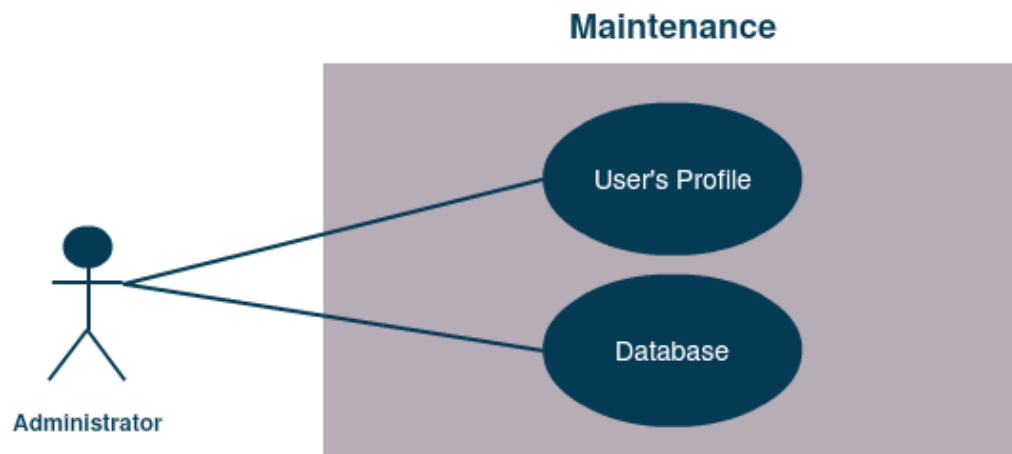 Maintenance
User's Profile
Database
Administrator